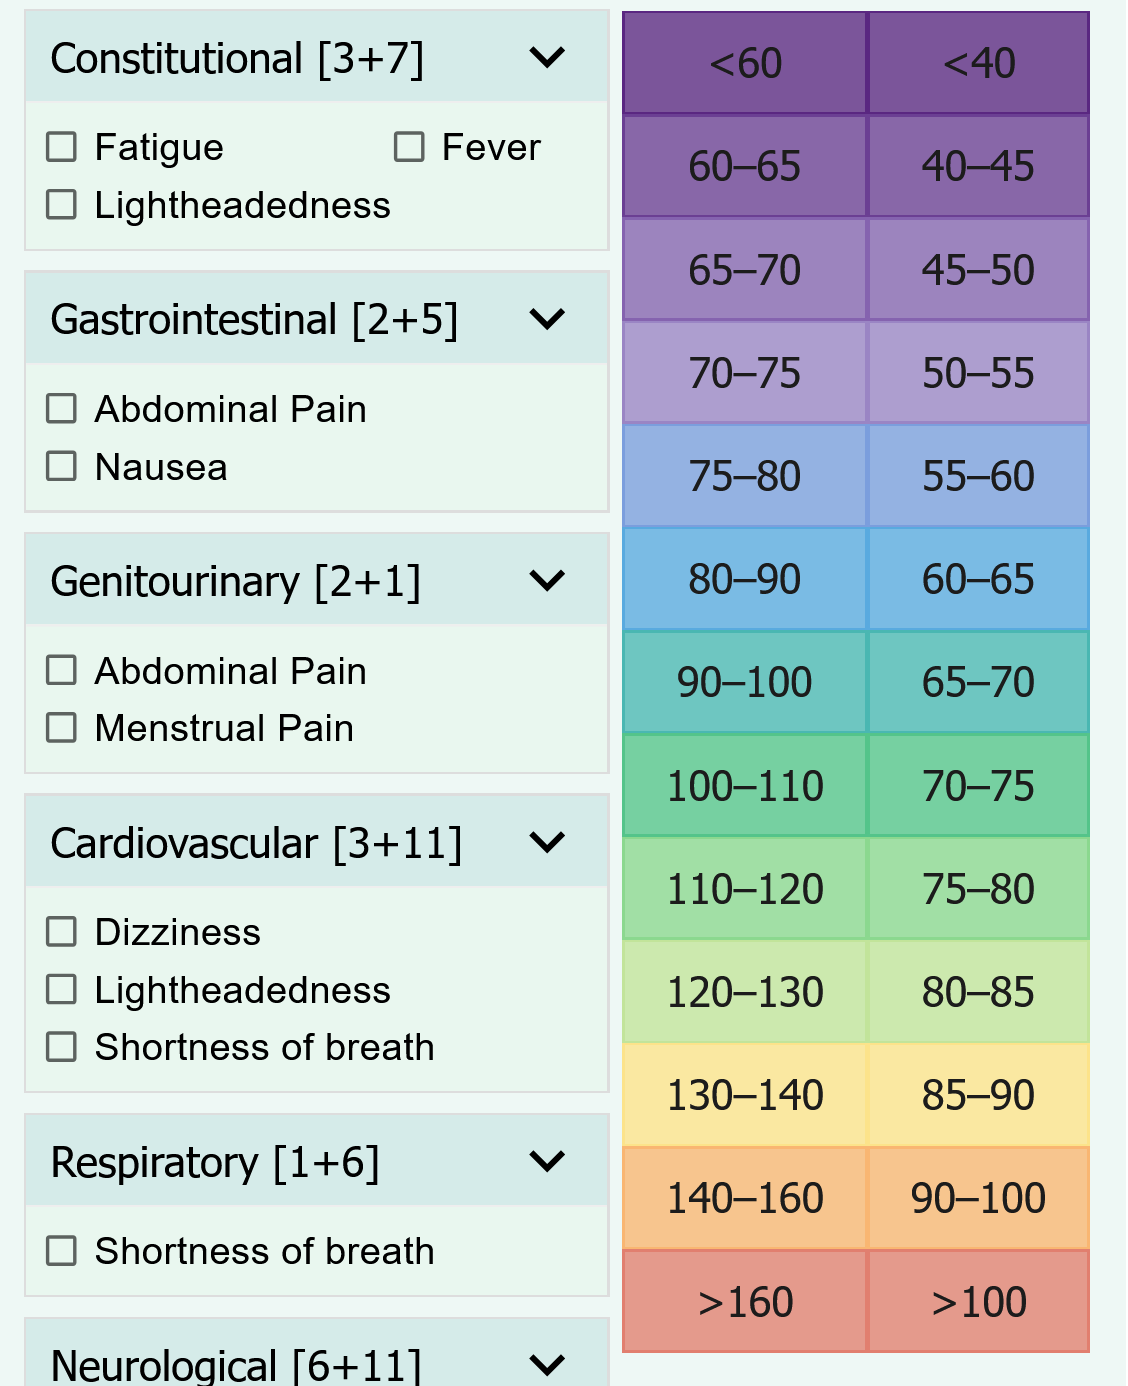 Constitutional [3+7]
Fatigue Fever
Lightheadedness
Gastrointestinal [2+5]
Abdominal Pain
Nausea
Genitourinary [2+1]
Abdominal Pain
Menstrual Pain
Cardiovascular [3+11]
Dizziness
Lightheadedness
Shortness of breath
Respiratory [1+6]
Shortness of breath
Neurological [6+11]
<60 <40
60–65 40–45
65–70 45–50
70–75 50–55
75–80 55–60
80–90 60–65
90–100 65–70
100–110 70–75
110–120 75–80
120–130 80–85
130–140 85–90
140–160 90–100
>160 >100